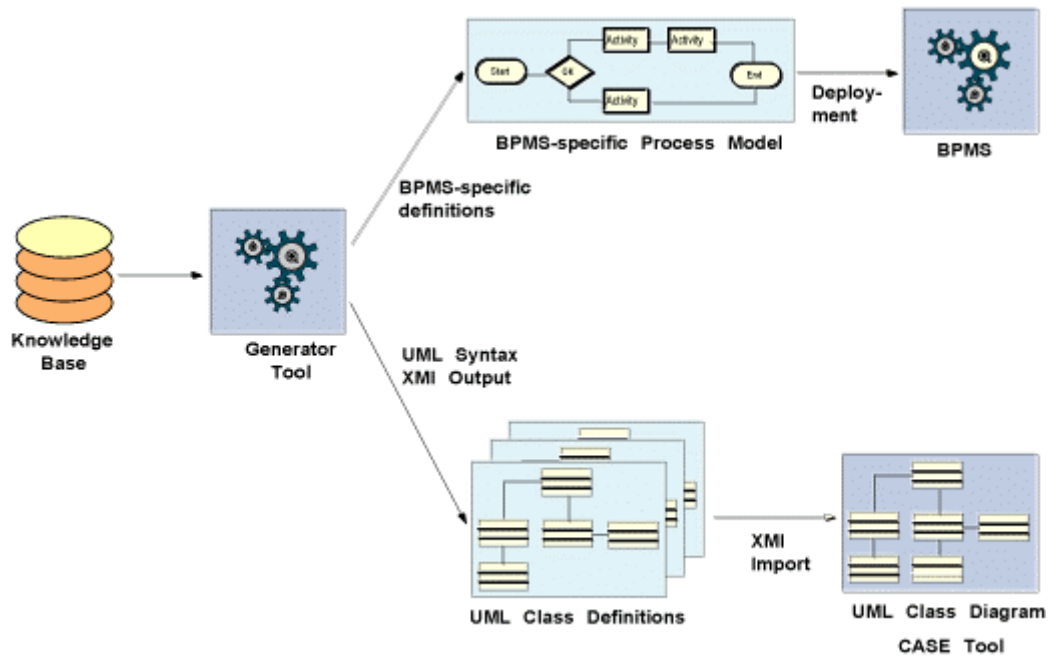 Activity
Activity
Start
OK
End
Activity
BPMS-specific Process Model
Deploy-
ment
BPMS
BPMS-specific
definitions
Knowledge
Base
Generator
Tool
UML Syntax
XMI Output
UML Class Definitions
XMI
Import
UML Class Diagram
CASE Tool